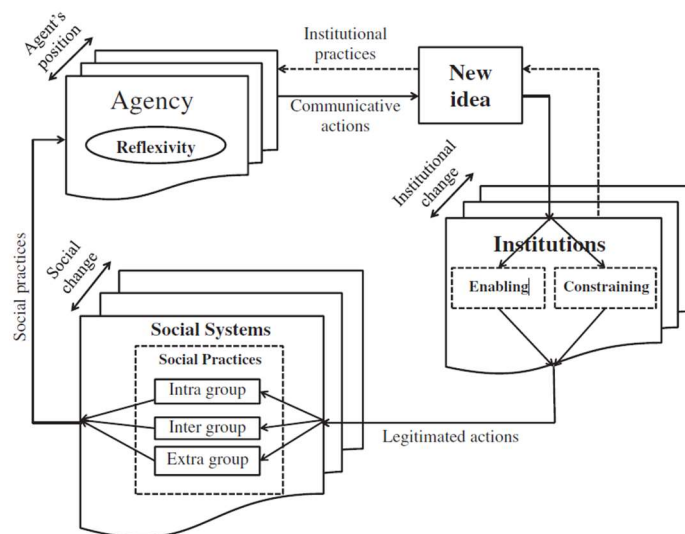 Agent's
position
Institutional
practices
Agency
Reflexivity
Communicative
actions
New
idea
Institutional
change
Institutions
Enabling
Constraining
Social practices
Social
change
Social Systems
Social Practices
Intra group
Inter group
Extra group
Legitimated actions